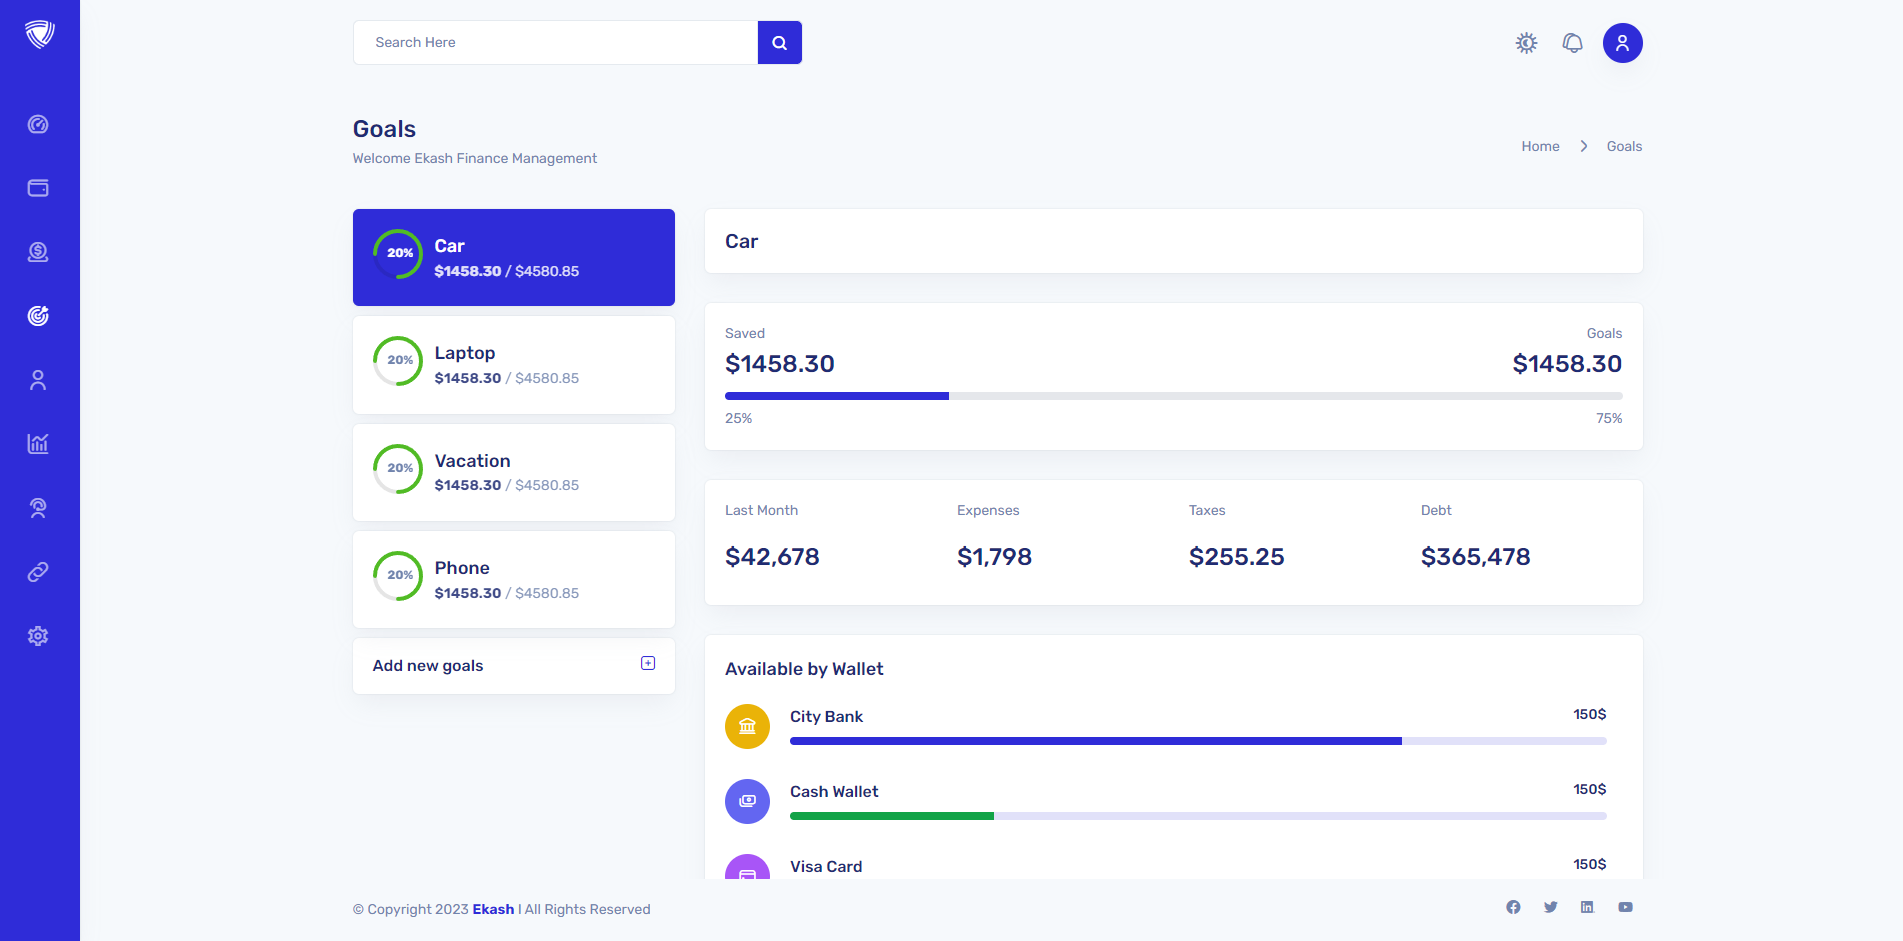 Search Here
Goals
Welcome Ekash Finance Management
Home
Goals
20%
Car
$1458.30 / $4580.85
20%
Laptop
$1458.30 / $4580.85
20%
Vacation
$1458.30 / $4580.85
20%
Phone
$1458.30 / $4580.85
Add new goals
Car
Saved
Goals
$1458.30
$1458.30
25%
75%
Last Month
Expenses
Taxes
Debt
$42,678
$1,798
$255.25
$365,478
Available by Wallet
City Bank
150$
Cash Wallet
150$
Visa Card
150$
© Copyright 2023 Ekash I All Rights Reserved